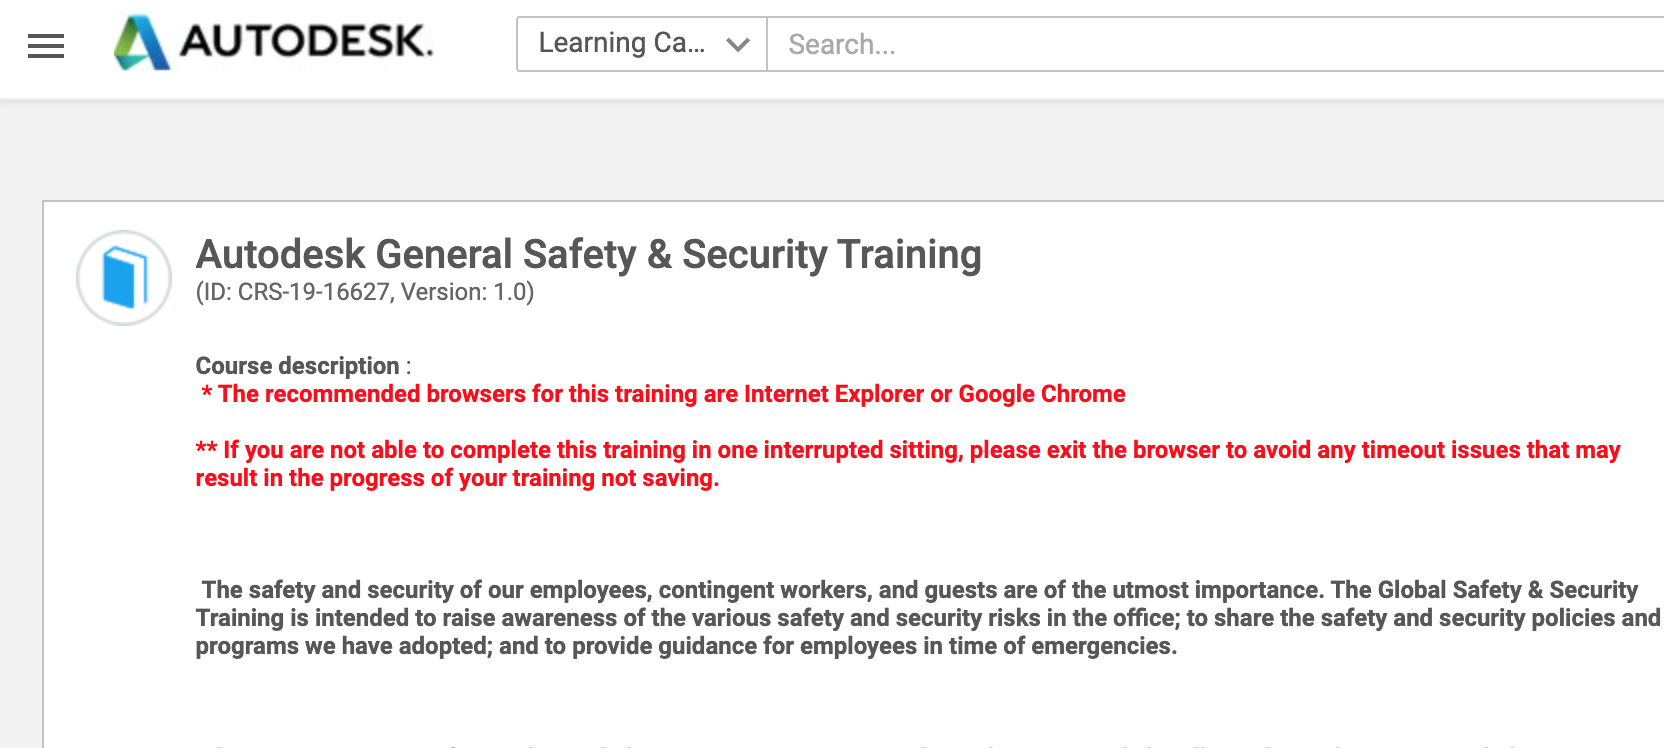 AUTODESK.
Learning Ca...
Search...
Autodesk General Safety & Security Training
(ID: CRS-19-16627, Version: 1.0)
Course description :
* The recommended browsers for this training are Internet Explorer or Google Chrome
** If you are not able to complete this training in one interrupted sitting, please exit the browser to avoid any timeout issues that may
result in the progress of your training not saving.
The safety and security of our employees, contingent workers, and guests are of the utmost importance. The Global Safety & Security
Training is intended to raise awareness of the various safety and security risks in the office; to share the safety and security policies and
programs we have adopted; and to provide guidance for employees in time of emergencies.